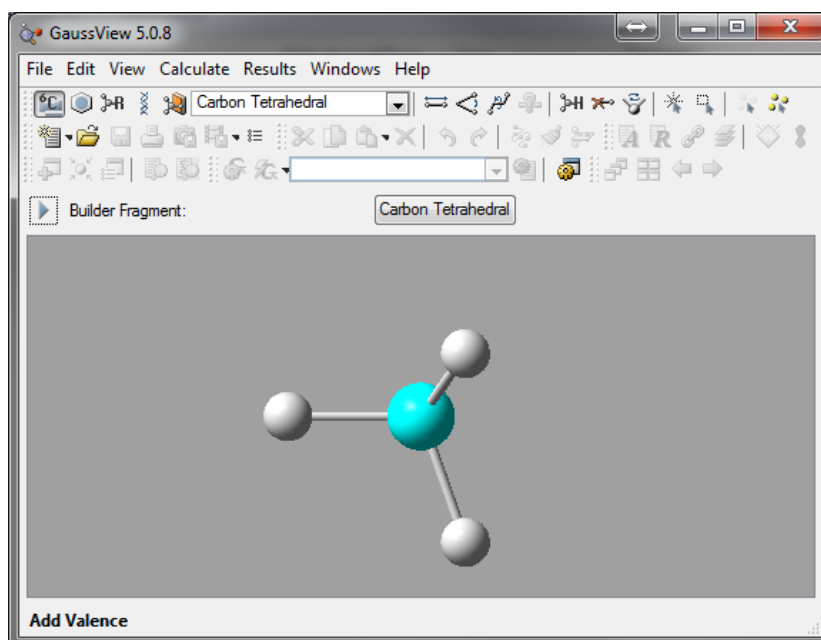 GaussView 5.0.8
File Edit View Calculate Results Windows Help
°C R Carbon Tetrahedral H
A R
Builder Fragment: Carbon Tetrahedral
Add Valence